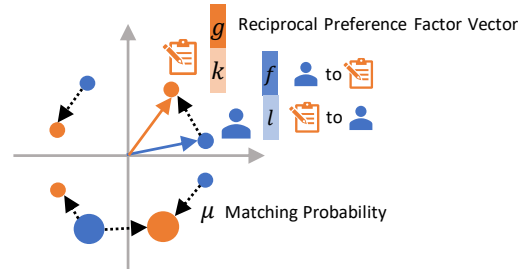 g Reciprocal Preference Factor Vector
k
f to
l to
μ Matching Probability